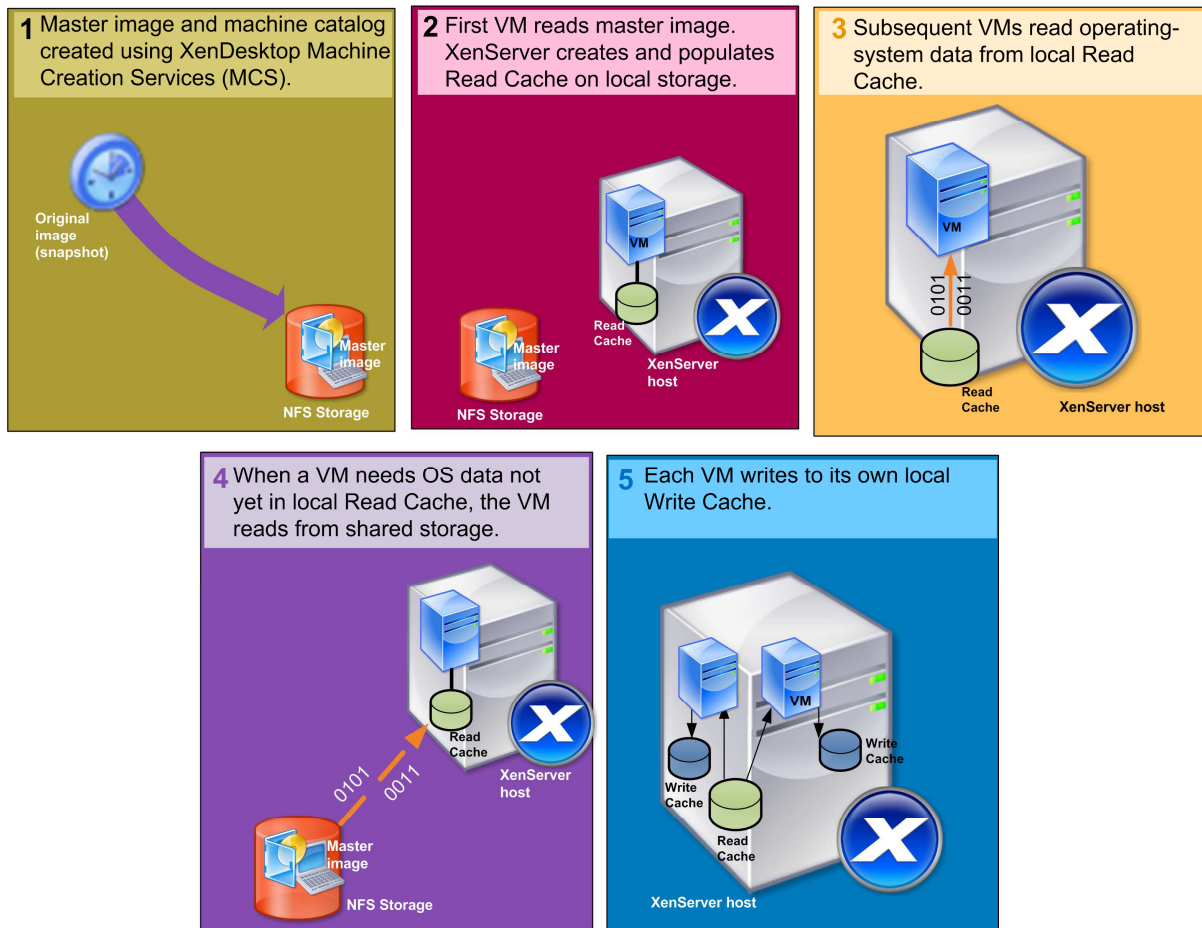 1 Master image and machine catalog
created using XenDesktop Machine
Creation Services (MCS).
Original
image
(snapshot)
Master
image
NFS Storage
2 First VM reads master image.
XenServer creates and populates
Read Cache on local storage.
VM
Read
Cache
Master
image
XenServer
host
NFS Storage
3 Subsequent VMs read operating-
system data from local Read
Cache.
VM
0101
0011
Read
Cache
XenServer host
4 When a VM needs OS data not
yet in local Read Cache, the VM
reads from shared storage.
Read
Cache
0101
0011
XenServer
host
Master
image
NFS Storage
5 Each VM writes to its own local
Write Cache.
VM
Write
Cache
Write
Cache
Read
Cache
XenServer host